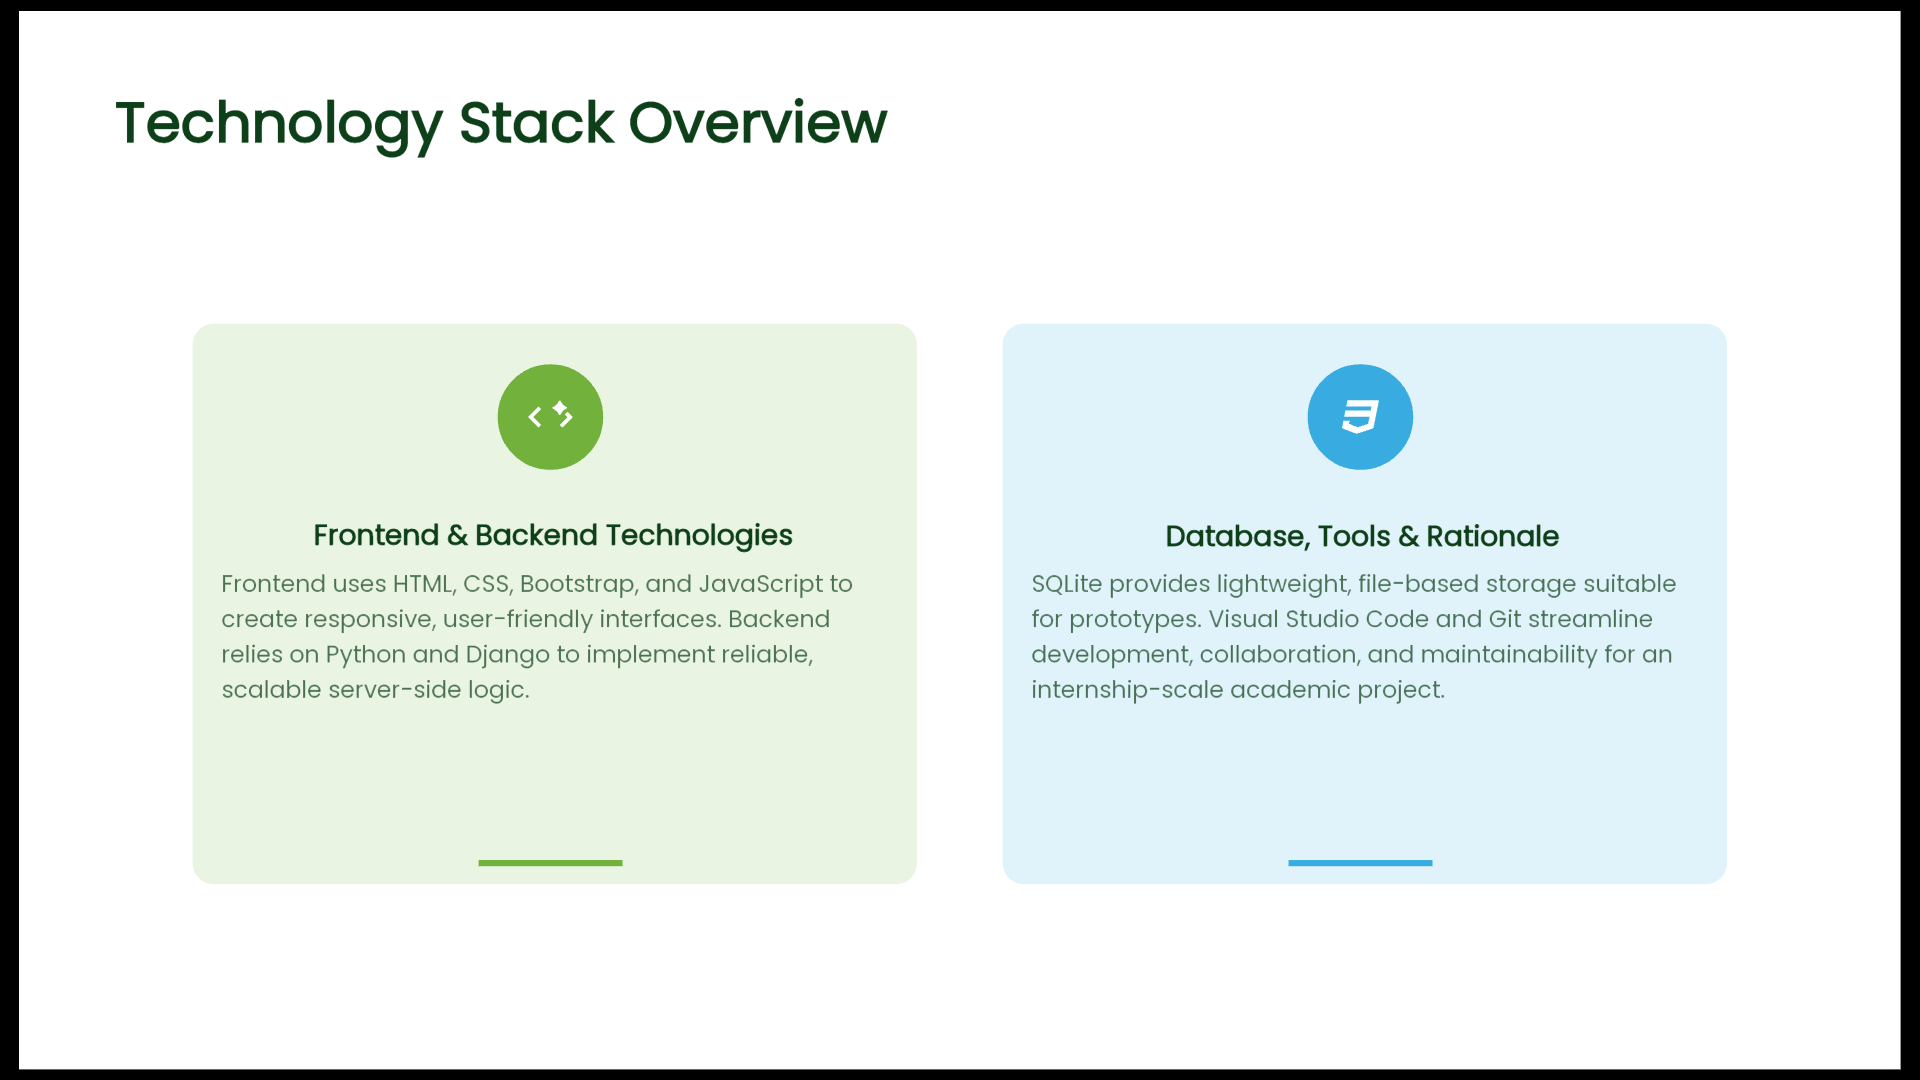 Technology Stack Overview
Frontend & Backend Technologies
Frontend uses HTML, CSS, Bootstrap, and JavaScript to
create responsive, user-friendly interfaces. Backend
relies on Python and Django to implement reliable,
scalable server-side logic.
Database, Tools & Rationale
SQLite provides lightweight, file-based storage suitable
for prototypes. Visual Studio Code and Git streamline
development, collaboration, and maintainability for an
internship-scale academic project.